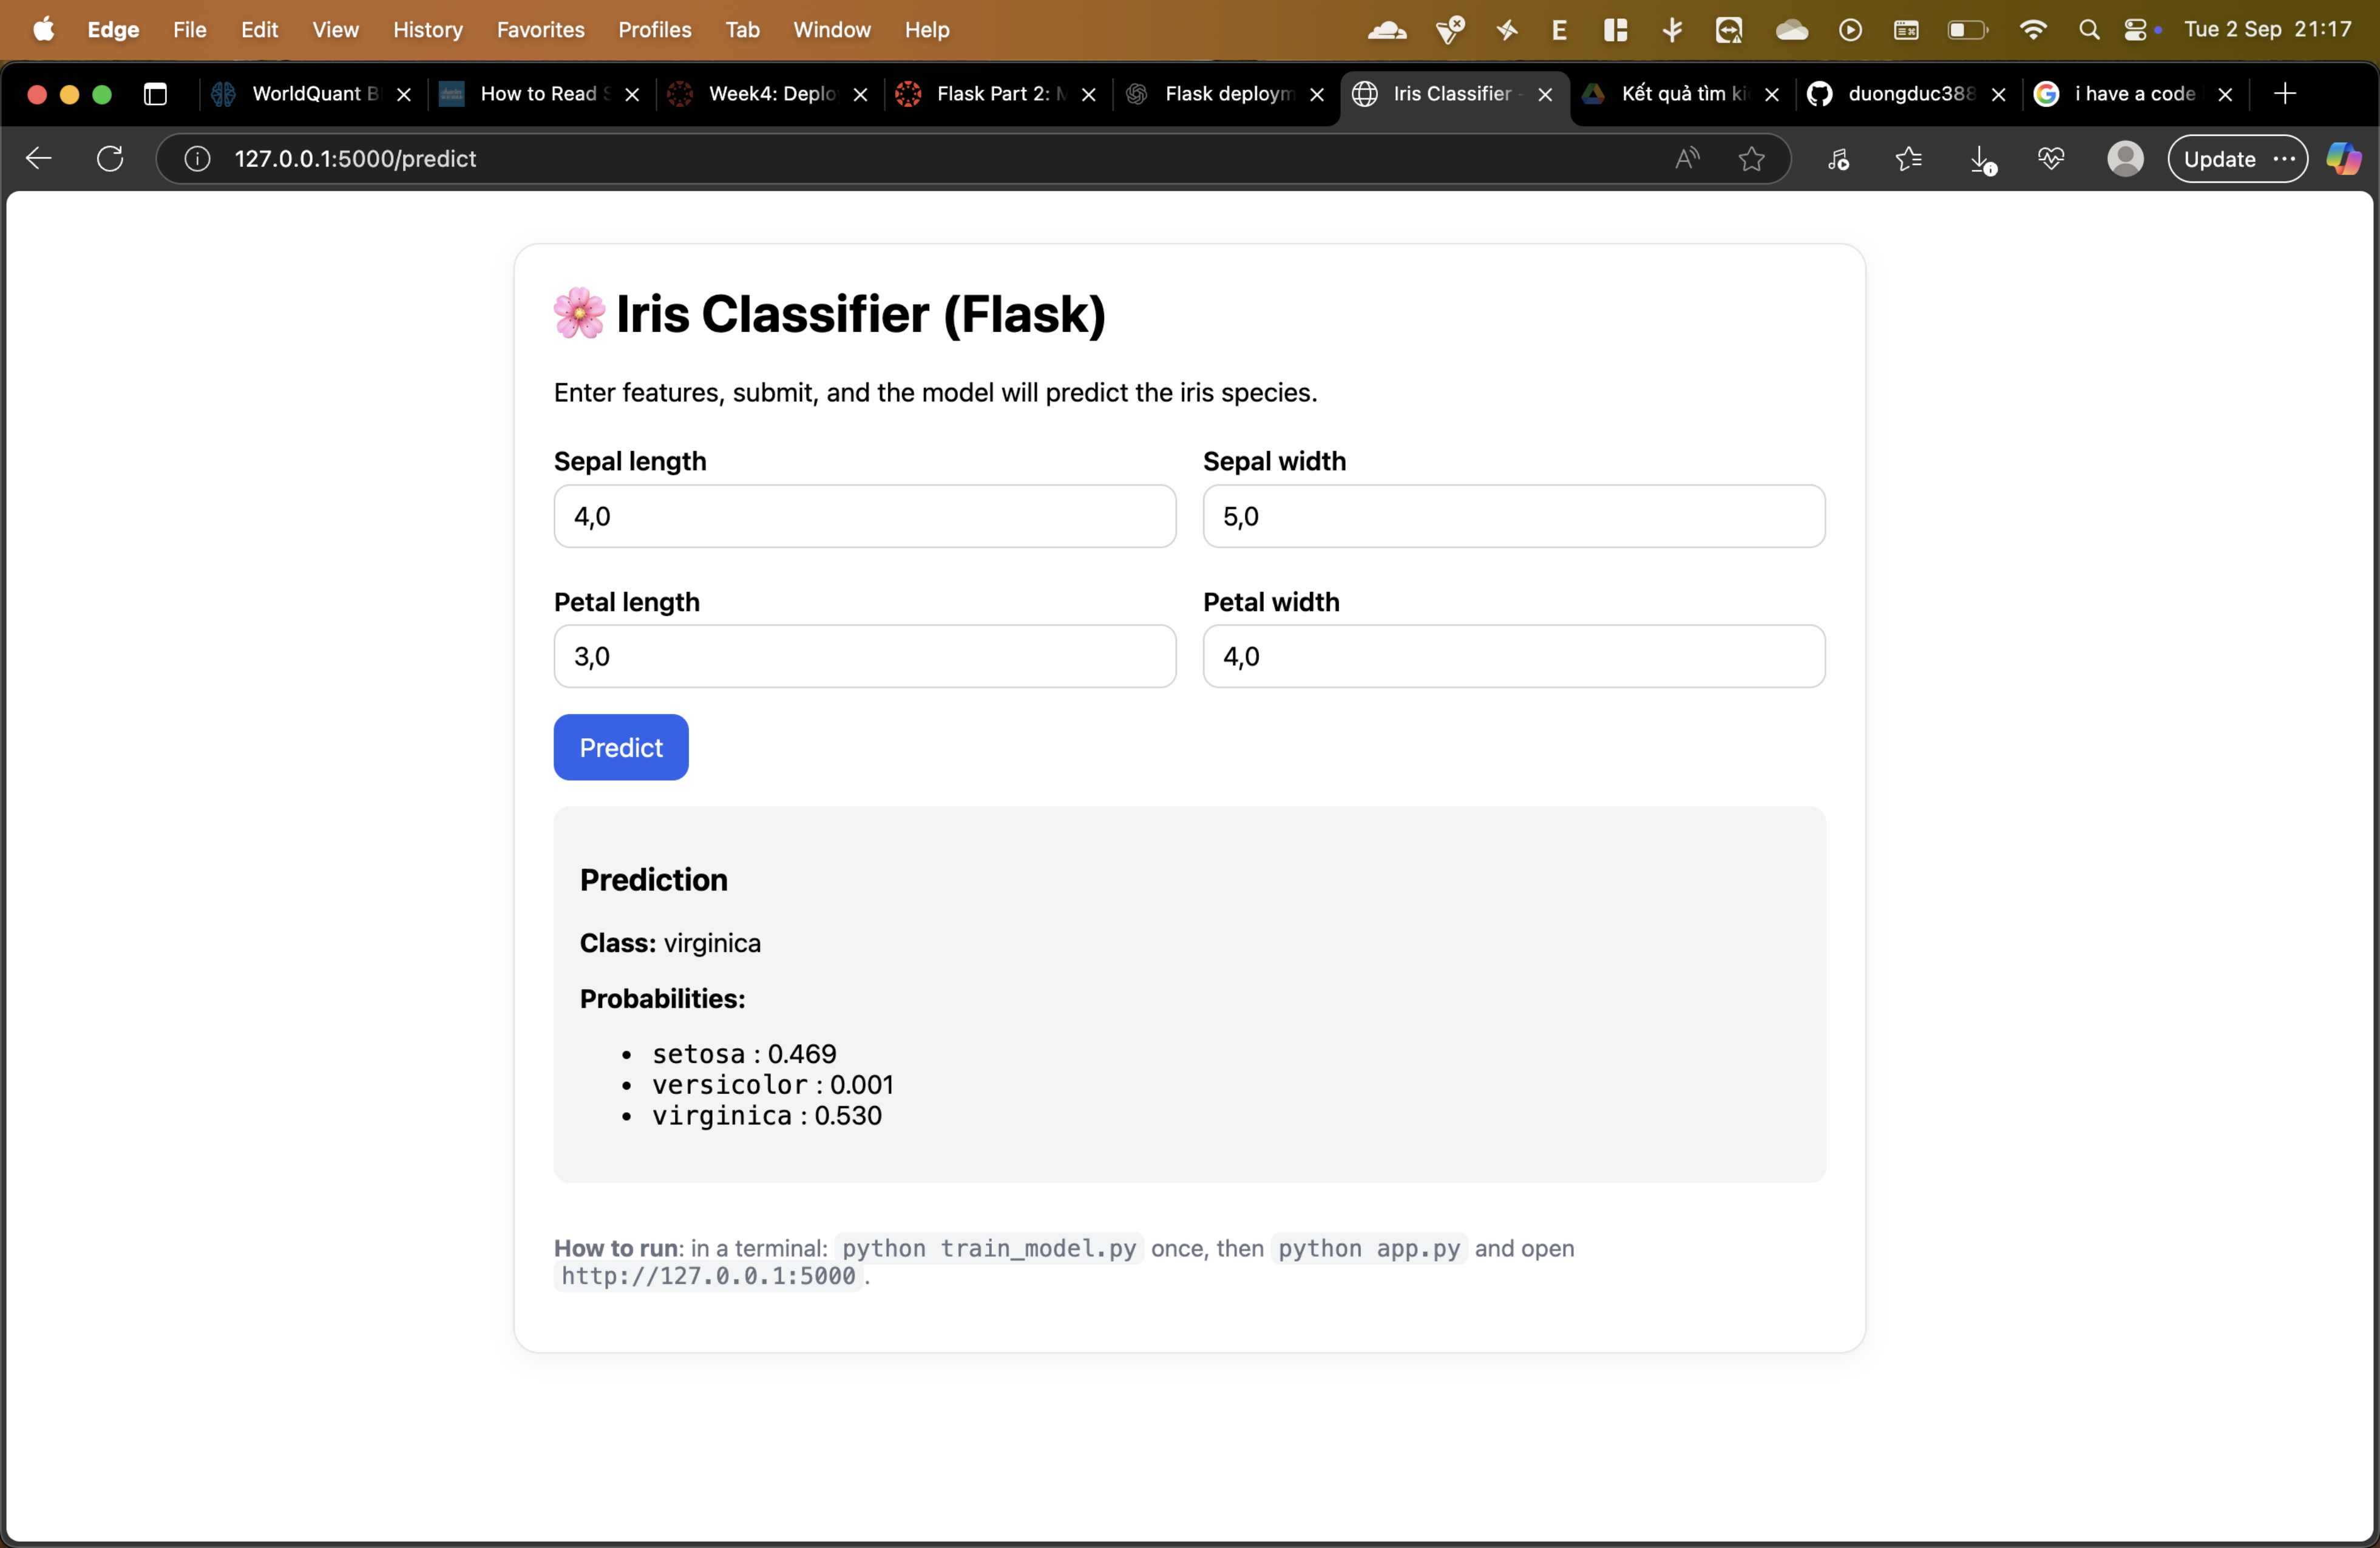 Edge File Edit View History Favorites Profiles Tab Window Help E Tue 2 Sep 21:17
WorldQuant B How to Read S Week4: Deplo Flask Part 2: M Flask deploym Iris Classifier - Kết quả tìm ki duongduc388 i have a code
127.0.0.1:5000/predict Update
Iris Classifier (Flask)
Enter features, submit, and the model will predict the iris species.
Sepal length Sepal width
4,0 5,0
Petal length Petal width
3,0 4,0
Predict
Prediction
Class: virginica
Probabilities:
setosa : 0.469
versicolor : 0.001
virginica : 0.530
How to run: in a terminal: python train_model.py once, then python app.py and open
http://127.0.0.1:5000 .